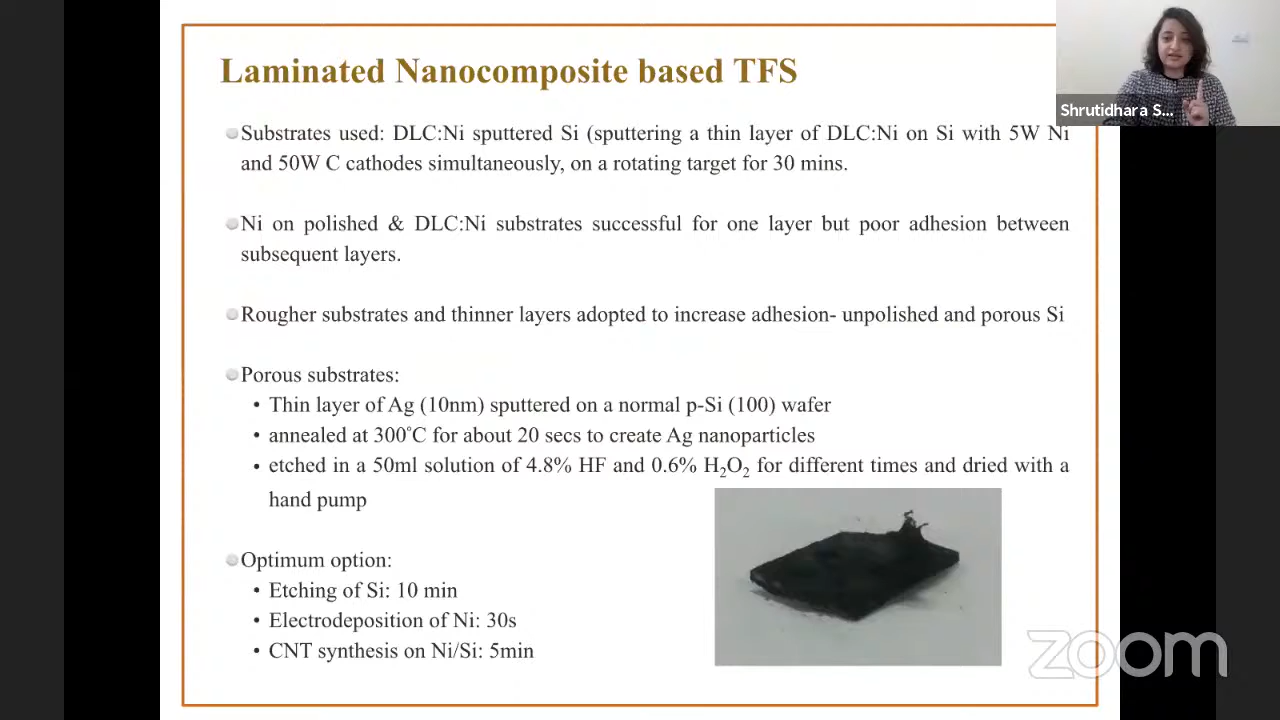 Laminated Nanocomposite based TFS
Shrutidhara S...
Substrates used: DLC:Ni sputtered Si (sputtering a thin layer of DLC:Ni on Si with 5W Ni
and 50W C cathodes simultaneously, on a rotating target for 30 mins.
Ni on polished & DLC:Ni substrates successful for one layer but poor adhesion between
subsequent layers.
Rougher substrates and thinner layers adopted to increase adhesion- unpolished and porous Si
Porous substrates:
• Thin layer of Ag (10nm) sputtered on a normal p-Si (100) wafer
• annealed at 300°C for about 20 secs to create Ag nanoparticles
• etched in a 50ml solution of 4.8% HF and 0.6% H₂O₂ for different times and dried with a
hand pump
Optimum option:
• Etching of Si: 10 min
• Electrodeposition of Ni: 30s
• CNT synthesis on Ni/Si: 5min
zoom